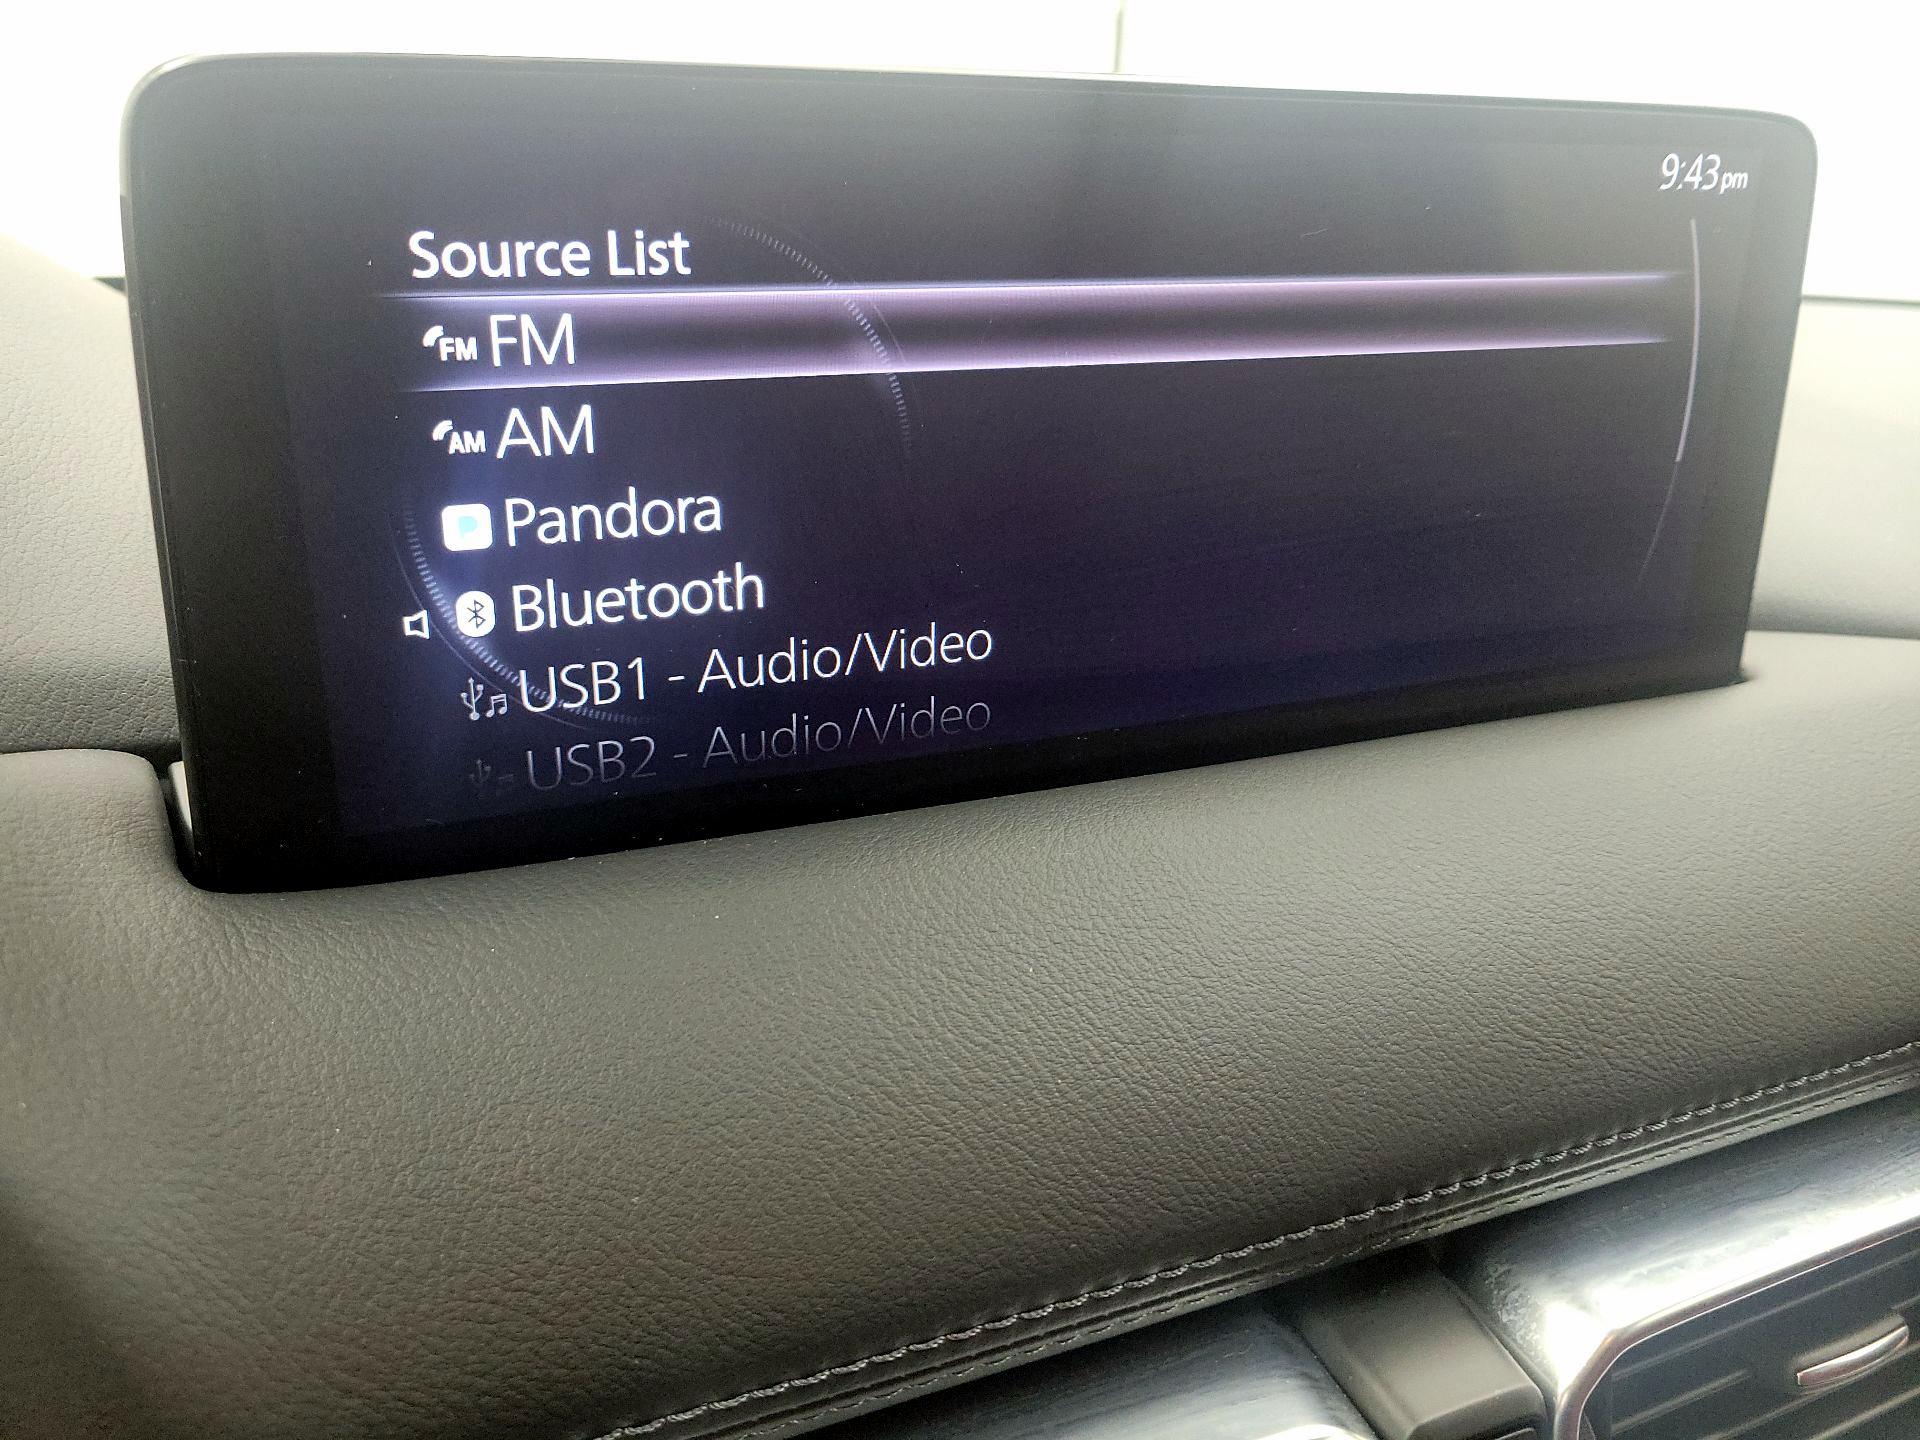 9:43pm
Source List
FM FM
AM AM
Pandora
Bluetooth
USB1 - Audio/Video
USB2 - Audio/Video